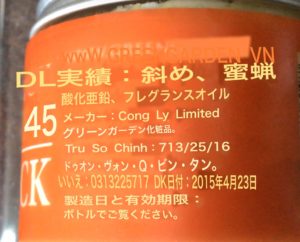 WWW.GREENGARDEN.VN
DL実績：斜め、蜜蝋
酸化亜鉛、フレグランスオイル
45
メーカー：Cong Ly Limited
グリーンガーデン化粧品。
CK
Tru So Chinh：713/25/16
ドゥオン・ヴォン・Q・ビン・タン。
いいえ：0313225717 DK日付：2015年4月23日
製造日と有効期限：
ボトルでご覧ください。